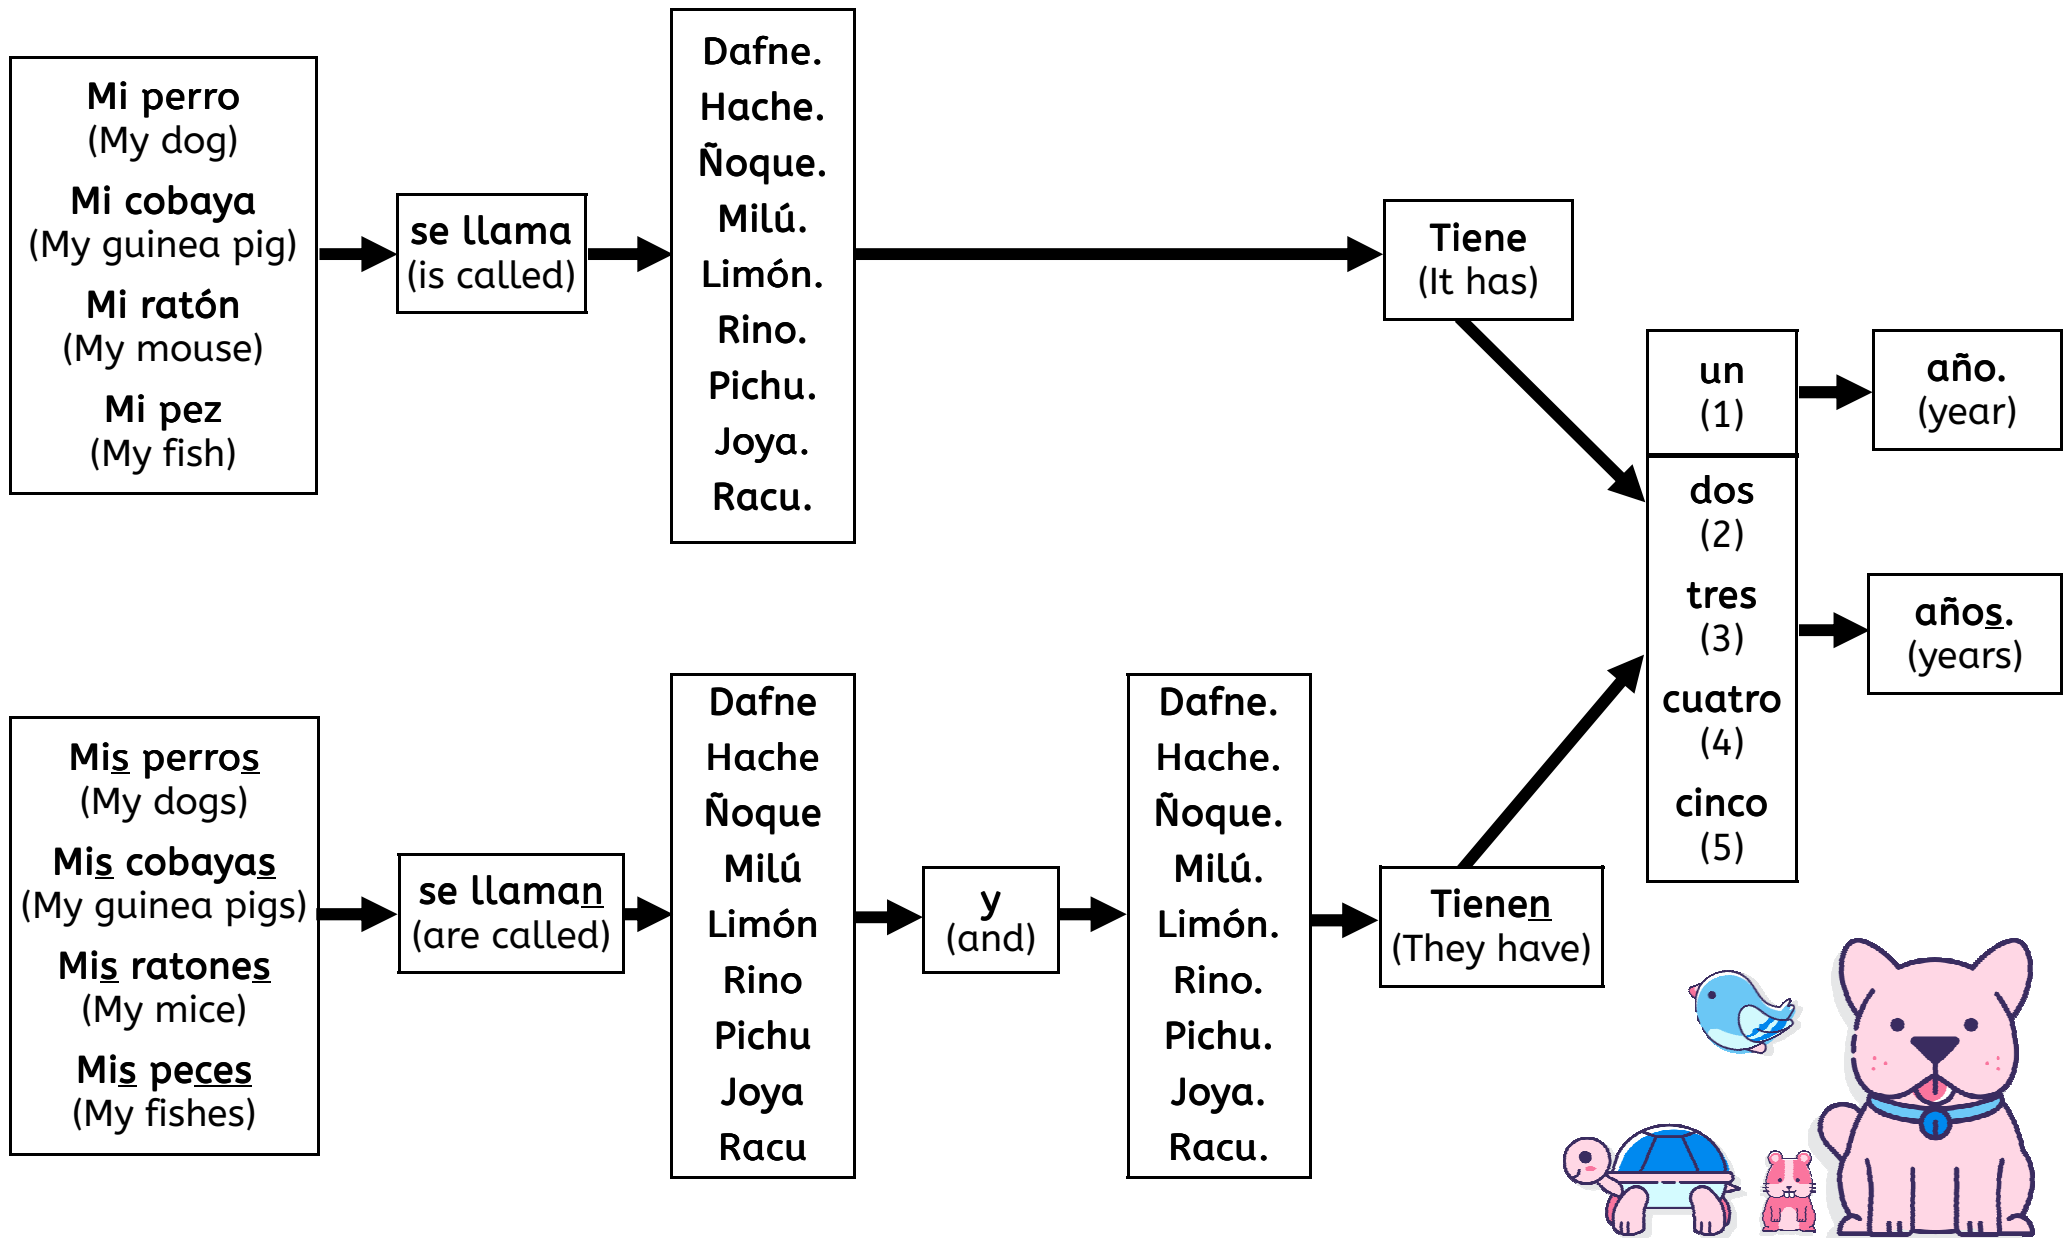 Mi perro
(My dog)
Mi cobaya
(My guinea pig)
Mi ratón
(My mouse)
Mi pez
(My fish)
se llama
(is called)
Dafne.
Hache.
Ñoque.
Milú.
Limón.
Rino.
Pichu.
Joya.
Racu.
Tiene
(It has)
un
(1)
dos
(2)
tres
(3)
cuatro
(4)
cinco
(5)
año.
(year)
años.
(years)
Mis perros
(My dogs)
Mis cobayas
(My guinea pigs)
Mis ratones
(My mice)
Mis peces
(My fishes)
se llaman
(are called)
Dafne
Hache
Ñoque
Milú
Limón
Rino
Pichu
Joya
Racu
y
(and)
Dafne.
Hache.
Ñoque.
Milú.
Limón.
Rino.
Pichu.
Joya.
Racu.
Tienen
(They have)